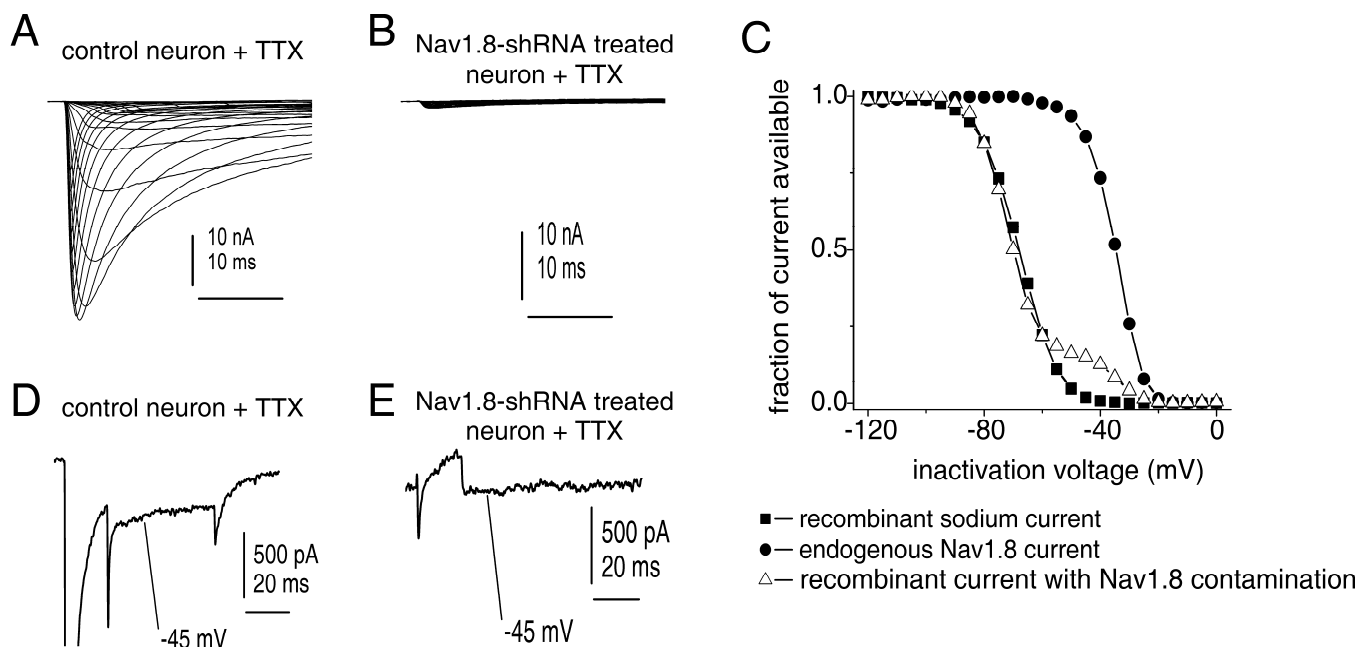 A
control neuron + TTX
10 nA
10 ms
B
Nav1.8-shRNA treated
neuron + TTX
10 nA
10 ms
C
fraction of current available
1.0
0.5
0.0
-120
-80
-40
0
inactivation voltage (mV)
recombinant sodium current
endogenous Nav1.8 current
recombinant current with Nav1.8 contamination
D
control neuron + TTX
500 pA
20 ms
-45 mV
E
Nav1.8-shRNA treated
neuron + TTX
500 pA
20 ms
-45 mV